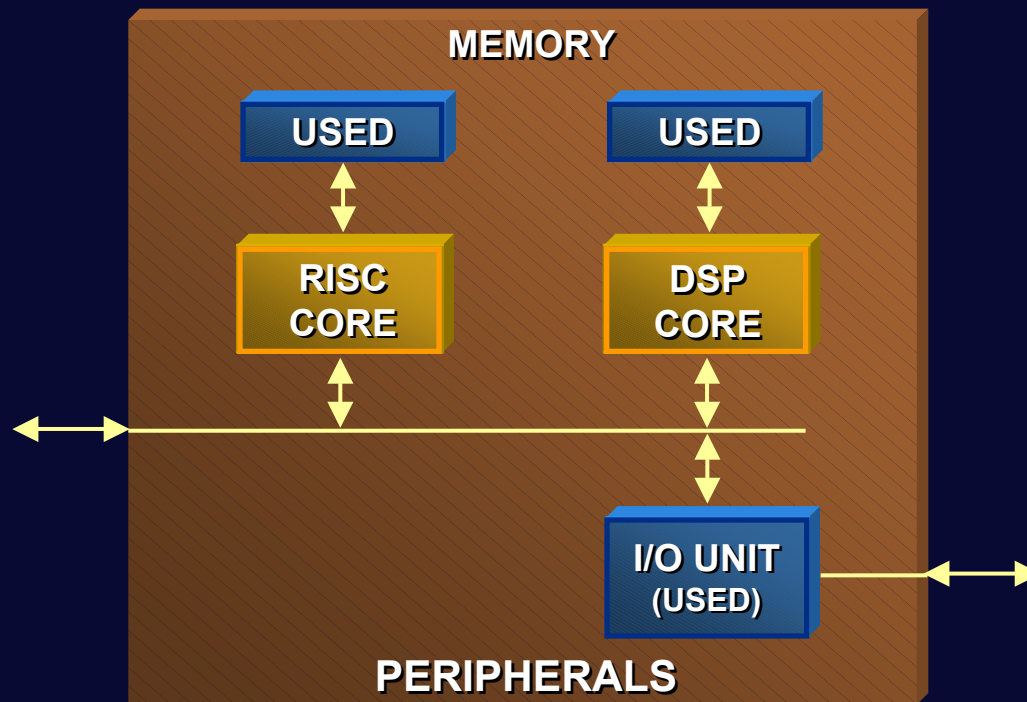 MEMORY
USED
USED
RISC
CORE
DSP
CORE
I/O UNIT
(USED)
PERIPHERALS